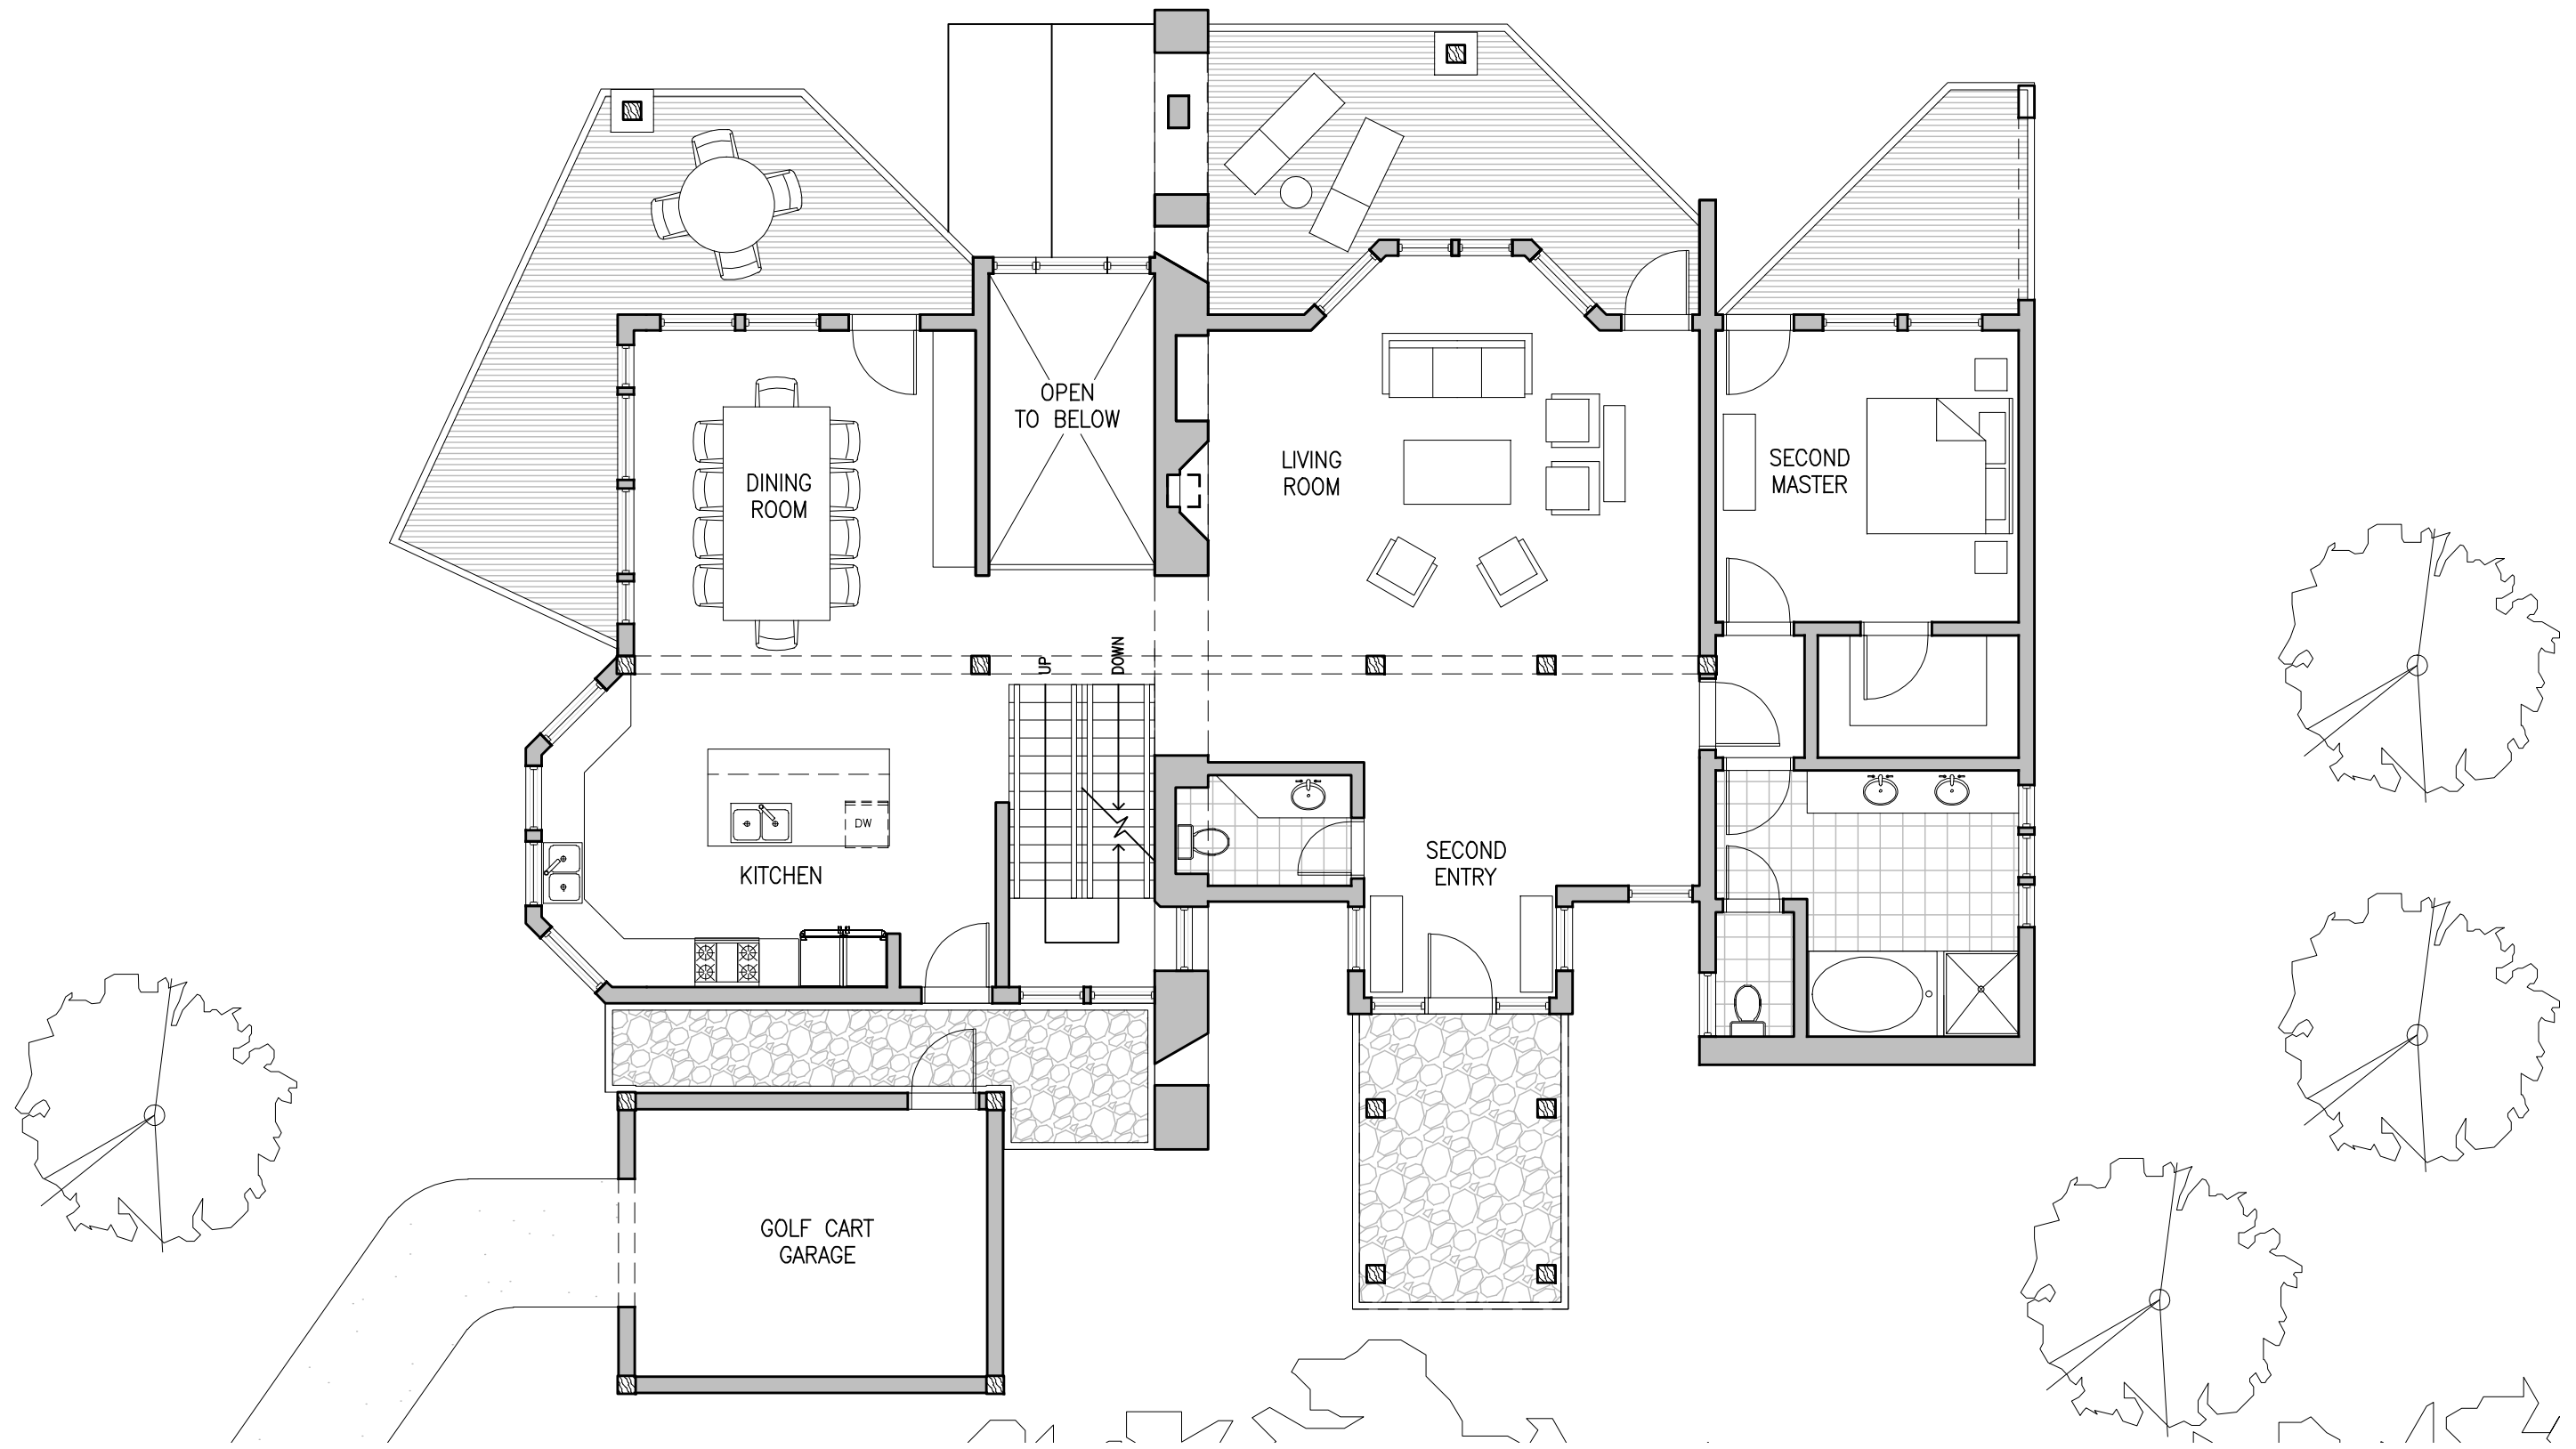 OPEN
TO BELOW
LIVING
ROOM
SECOND
MASTER
DINING
ROOM
UP
DOWN
DW
KITCHEN
SECOND
ENTRY
GOLF CART
GARAGE